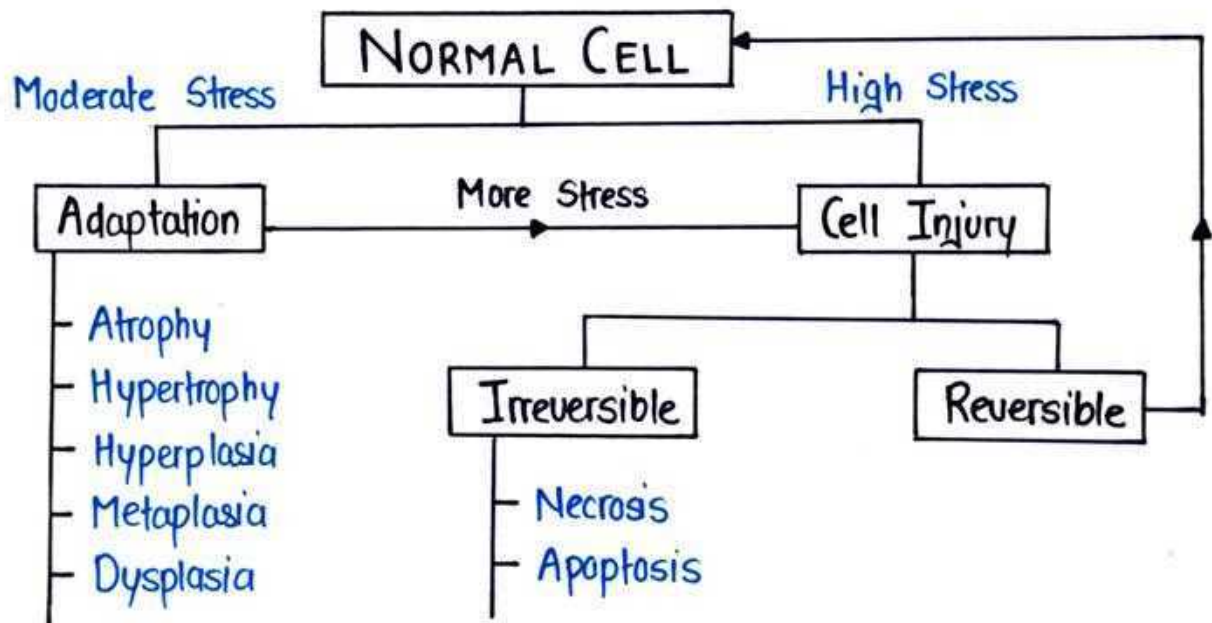 NORMAL CELL
Moderate Stress
High Stress
Adaptation
More Stress
Cell Injury
Atrophy
Hypertrophy
Hyperplasia
Metaplasia
Dysplasia
Irreversible
Reversible
Necrosis
Apoptosis